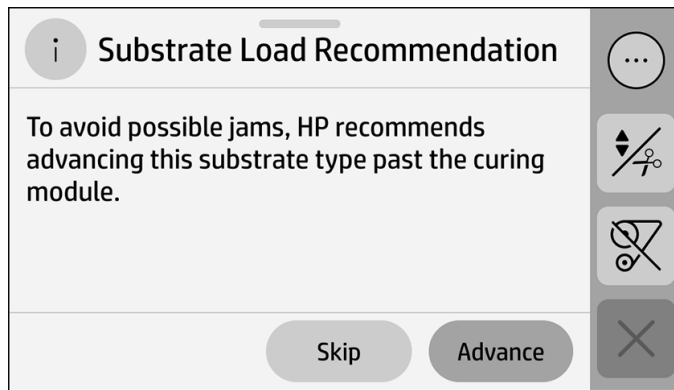 i
Substrate Load Recommendation
To avoid possible jams, HP recommends
advancing this substrate type past the curing
module.
Skip
Advance